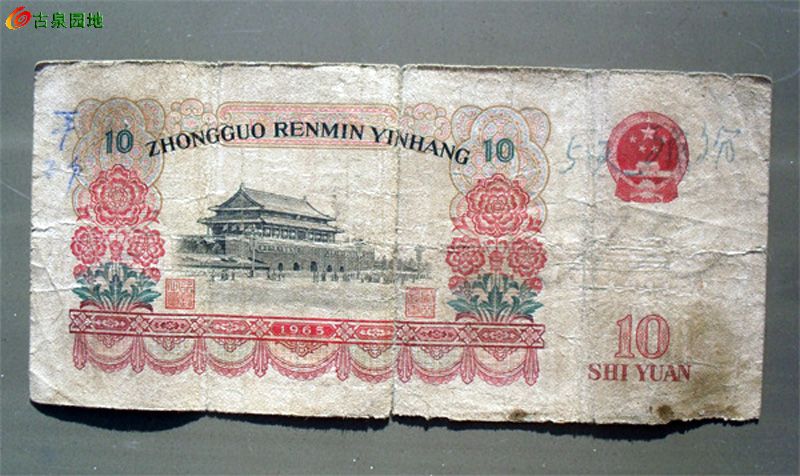 古泉园地
10
ZHONGGUO RENMIN YINHANG
10
1965
10
SHI YUAN